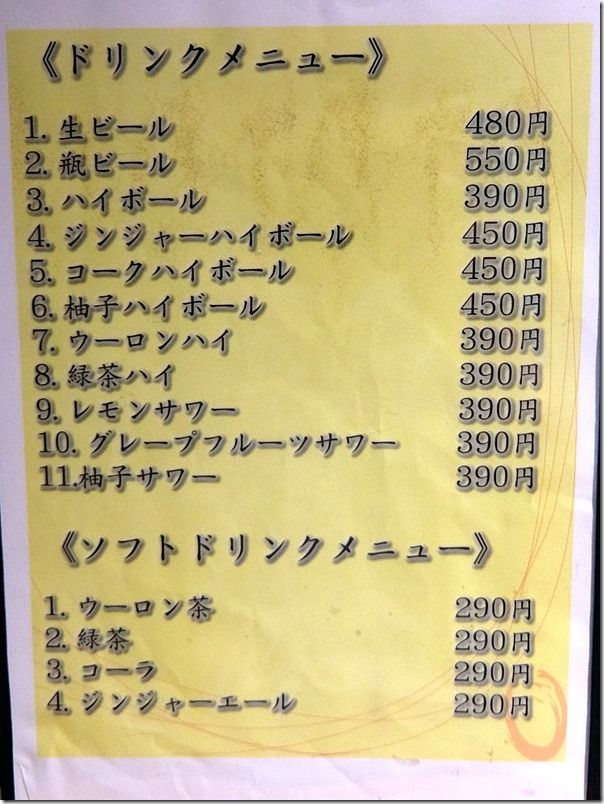 《ドリンクメニュー》
1. 生ビール 480円
2. 瓶ビール 550円
3. ハイボール 390円
4. ジンジャーハイボール 450円
5. コークハイボール 450円
6. 柚子ハイボール 450円
7. ウーロンハイ 390円
8. 緑茶ハイ 390円
9. レモンサワー 390円
10. グレープフルーツサワー 390円
11.柚子サワー 390円
《ソフトドリンクメニュー》
1. ウーロン茶 290円
2. 緑茶 290円
3. コーラ 290円
4. ジンジャーエール 290円